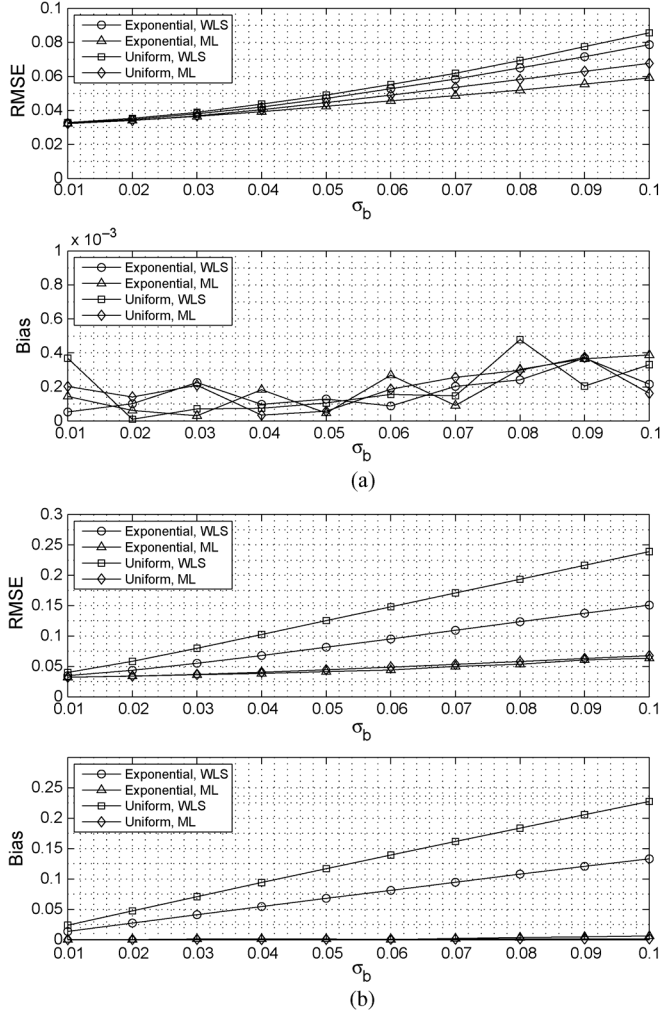 0.1
0.08
0.06
0.04
0.02
0
RMSE
Exponential, WLS
Exponential, ML
Uniform, WLS
Uniform, ML
0.01 0.02 0.03 0.04 0.05 0.06 0.07 0.08 0.09 0.1
σb
x 10⁻³
1
0.8
0.6
0.4
0.2
0
Bias
Exponential, WLS
Exponential, ML
Uniform, WLS
Uniform, ML
0.01 0.02 0.03 0.04 0.05 0.06 0.07 0.08 0.09 0.1
σb
(a)
0.3
0.25
0.2
0.15
0.1
0.05
0
RMSE
Exponential, WLS
Exponential, ML
Uniform, WLS
Uniform, ML
0.01 0.02 0.03 0.04 0.05 0.06 0.07 0.08 0.09 0.1
σb
0.25
0.2
0.15
0.1
0.05
0
Bias
Exponential, WLS
Exponential, ML
Uniform, WLS
Uniform, ML
0.01 0.02 0.03 0.04 0.05 0.06 0.07 0.08 0.09 0.1
σb
(b)